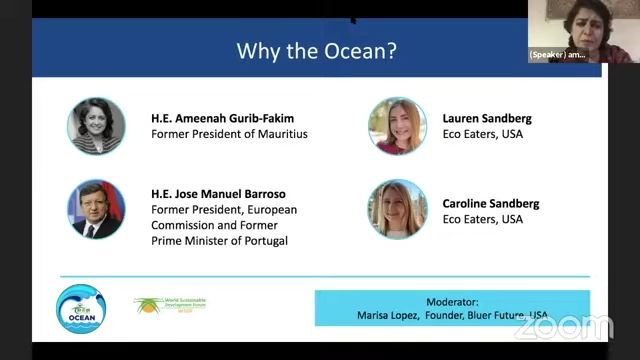 Why the Ocean?
(Speaker) am...
H.E. Ameenah Gurib-Fakim
Former President of Mauritius
Lauren Sandberg
Eco Eaters, USA
H.E. Jose Manuel Barroso
Former President, European
Commission and Former
Prime Minister of Portugal
Caroline Sandberg
Eco Eaters, USA
OCEAN
World Sustainable
Development Forum
Moderator:
Marisa Lopez, Founder, Bluer Future, USA
zoom